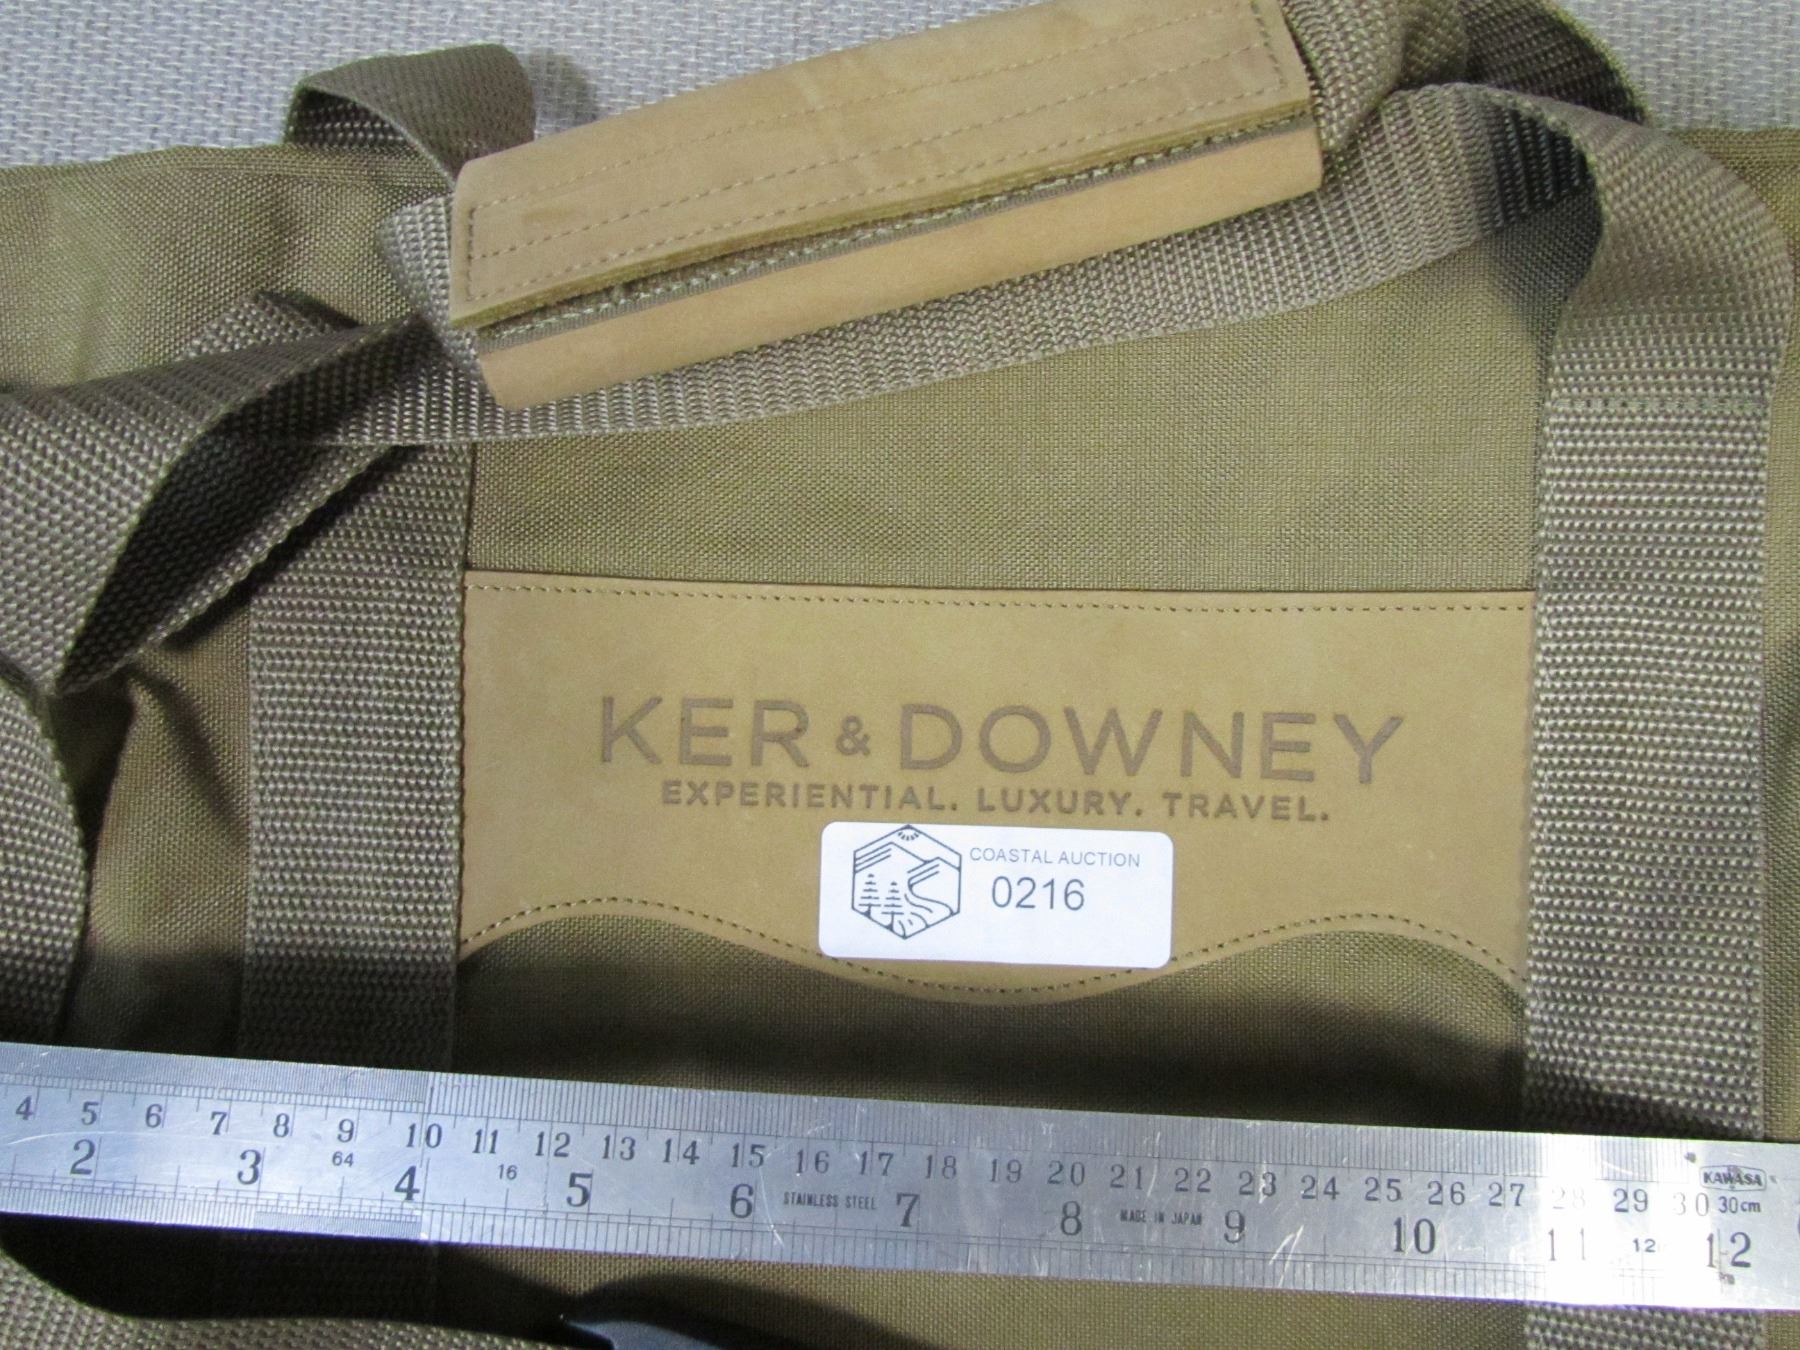 KER & DOWNEY
EXPERIENTIAL. LUXURY. TRAVEL.
COASTAL AUCTION
0216
4 5 6 7 8 9 10 11 12 13 14 15 16 17 18 19 20 21 22 23 24 25 26 27 28 29 30
KAWASA
30cm
64 16 STAINLESS STEEL MADE IN JAPAN 12
2 3 4 5 6 7 8 9 10 11 12